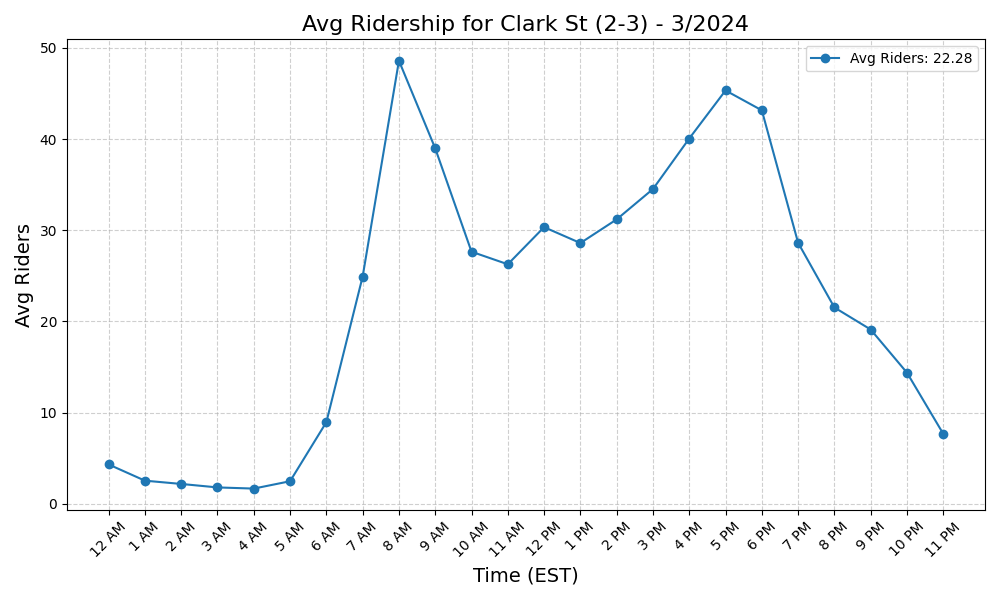 Avg Ridership for Clark St (2-3) - 3/2024
Avg Riders: 22.28
Avg Riders
50
40
30
20
10
0
12 AM
1 AM
2 AM
3 AM
4 AM
5 AM
6 AM
7 AM
8 AM
9 AM
10 AM
11 AM
12 PM
1 PM
2 PM
3 PM
4 PM
5 PM
6 PM
7 PM
8 PM
9 PM
10 PM
11 PM
Time (EST)